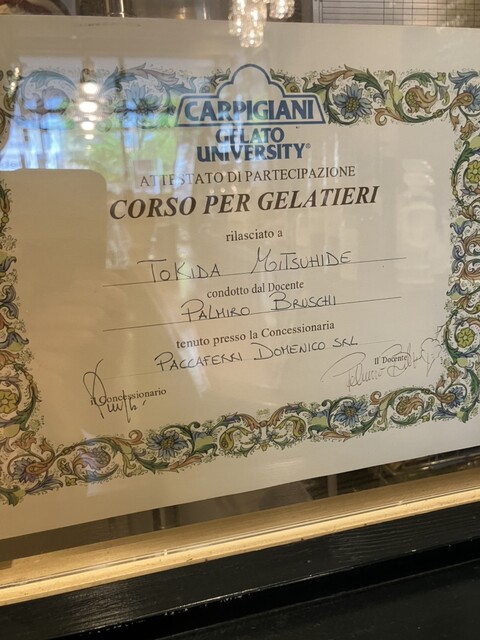 CARPIGIANI
GELATO
UNIVERSITY®
ATTESTATO DI PARTECIPAZIONE
CORSO PER GELATIERI
rilasciato a
TOKIDA MITSUHIDE
condotto dal Docente
PALMIRO BRUSCHI
tenuto presso la Concessionaria
PACCAFERRI DOMENICO SRL
Il Docente
il Concessionario